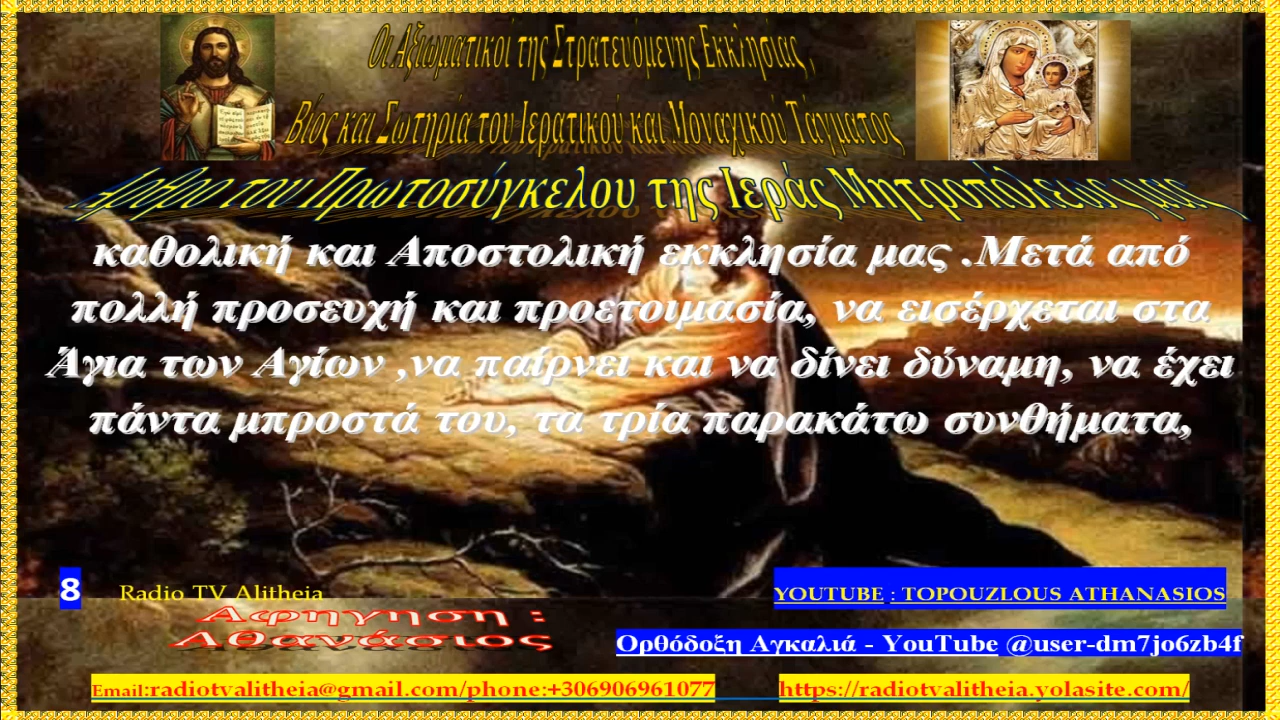 Οι Αξιωματικοί της Στρατευόμενης Εκκλησίας ,
Βίος και Σωτηρία του Ιερατικού και Μοναχικού Τάγματος
Άρθρο του Πρωτοσύγκελου της Ιεράς Μητροπόλεως μας
καθολική και Αποστολική εκκλησία μας .Μετά από
πολλή προσευχή και προετοιμασία, να εισέρχεται στα
Άγια των Αγίων ,να παίρνει και να δίνει δύναμη, να έχει
πάντα μπροστά του, τα τρία παρακάτω συνθήματα,
8 Radio TV Alitheia
YOUTUBE : TOPOUZLOUS ATHANASIOS
Αφηγηση :
Αθανάσιος
Ορθόδοξη Αγκαλιά - YouTube @user-dm7jo6zb4f
Email:radiotvalitheia@gmail.com/phone:+306906961077
https://radiotvalitheia.yolasite.com/